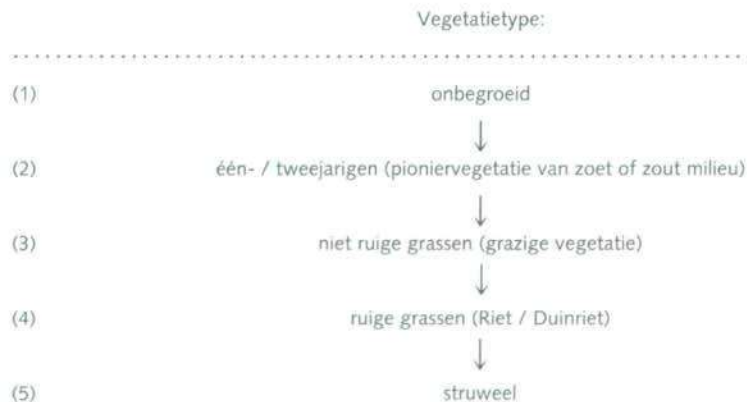 Vegetatietype:
(1) onbegroeid
(2) één- / tweejarigen (pioniervegetatie van zoet of zout milieu)
(3) niet ruige grassen (grazige vegetatie)
(4) ruige grassen (Riet / Duinriet)
(5) struweel